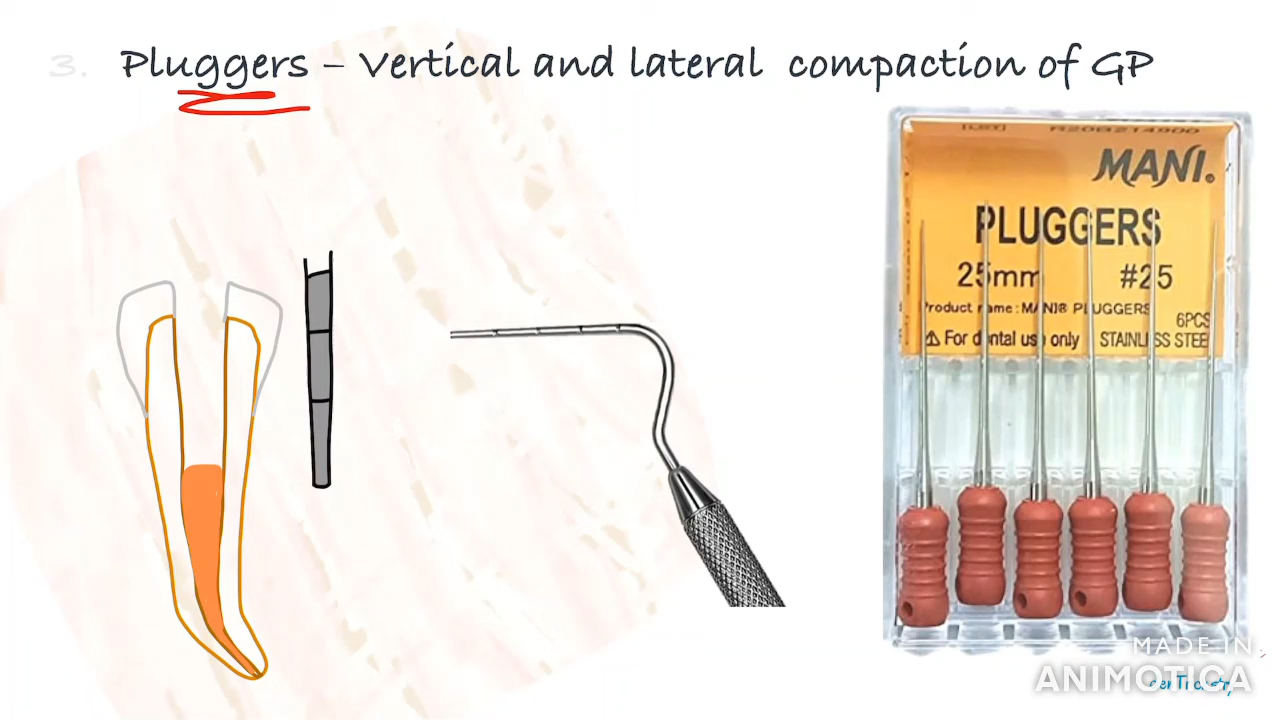 3. Pluggers – Vertical and lateral compaction of GP
R20B214900
MANI®
PLUGGERS
25mm #25
Product name: MANI® PLUGGERS
6PCS
⚠ For dental use only STAINLESS STEEL
MADE IN
ANIMOTICA